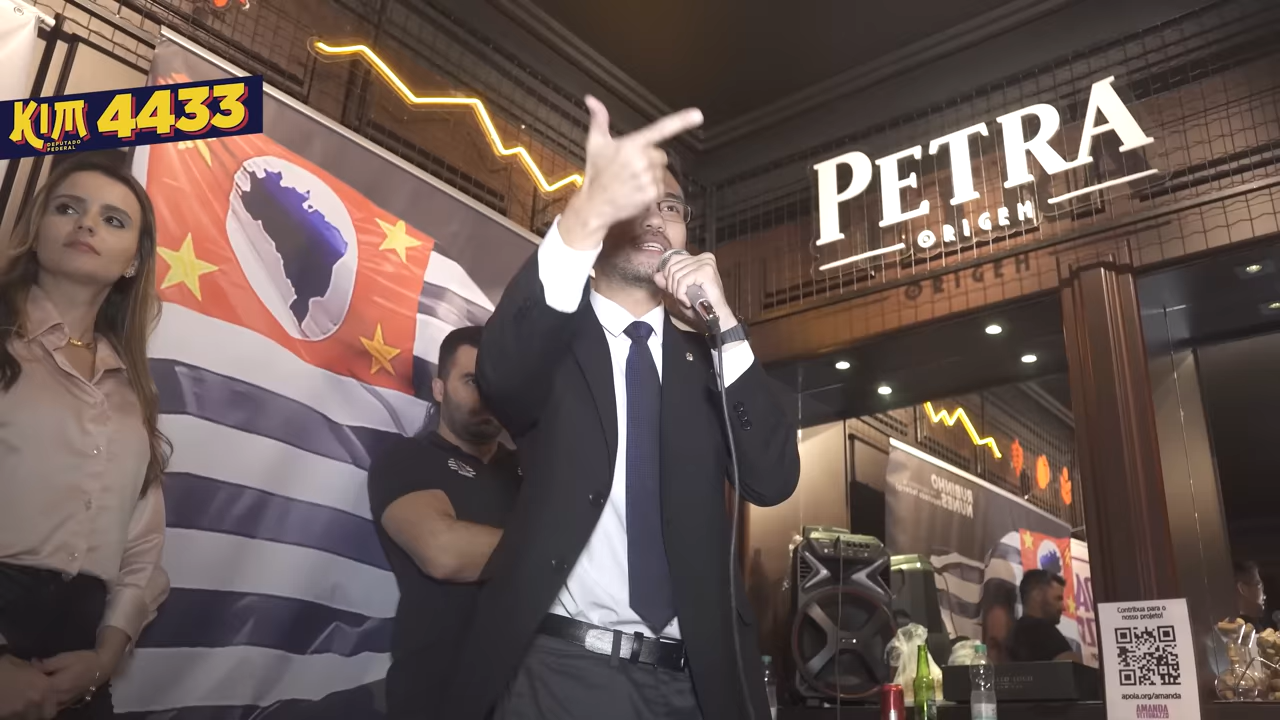 KIM 4433
DEPUTADO
FEDERAL
PETRA
ORIGEM
ORIGEM
RUBINHO
NUNES
Contribua para o
nosso projeto!
apoia.org/amanda
AMANDA
VETTORAZZO